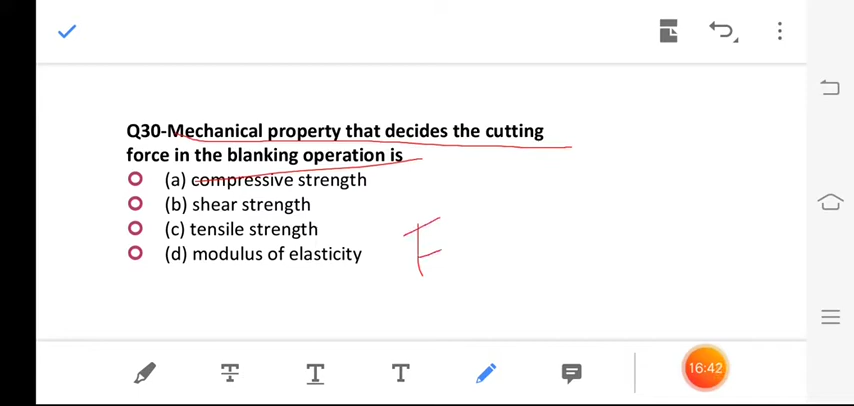 Q30-Mechanical property that decides the cutting
force in the blanking operation is
(a) compressive strength
(b) shear strength
(c) tensile strength
(d) modulus of elasticity
F
T T T
16:42